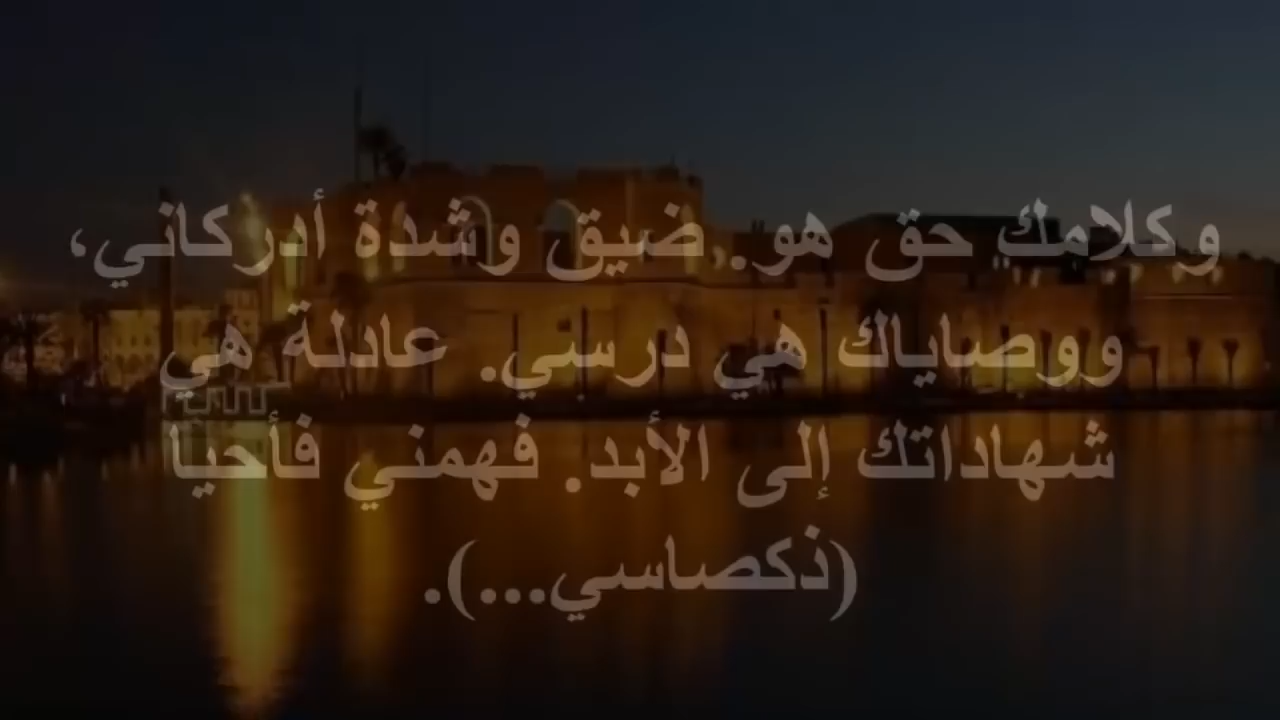 وكلامك حق هو. ضيق وشدة أدركاني،
ووصاياك هي درسي. عادلة هي
شهاداتك إلى الأبد. فهمني فأحيا
(ذكصاسي...).